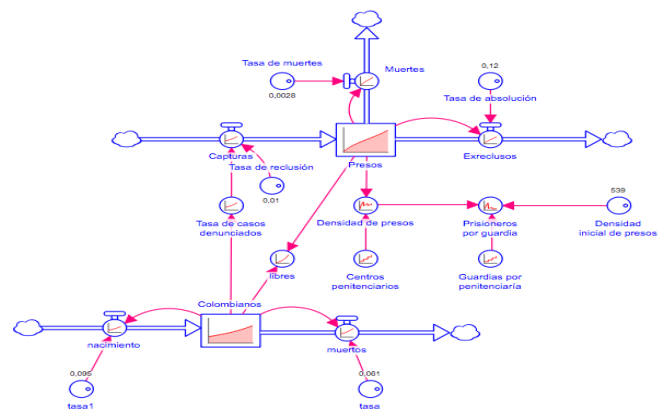 Tasa de muertes
0,0028
Muertes
0,12
Tasa de absolución
Capturas
Presos
Exreclusos
Tasa de reclusión
0,01
Tasa de casos
denunciados
Densidad de presos
Prisioneros
por guardia
539
Densidad
inicial de presos
libres
Centros
penitenciarios
Guardias por
penitenciaría
Colombianos
nacimiento
muertos
0,095
tasa1
0,061
tasa